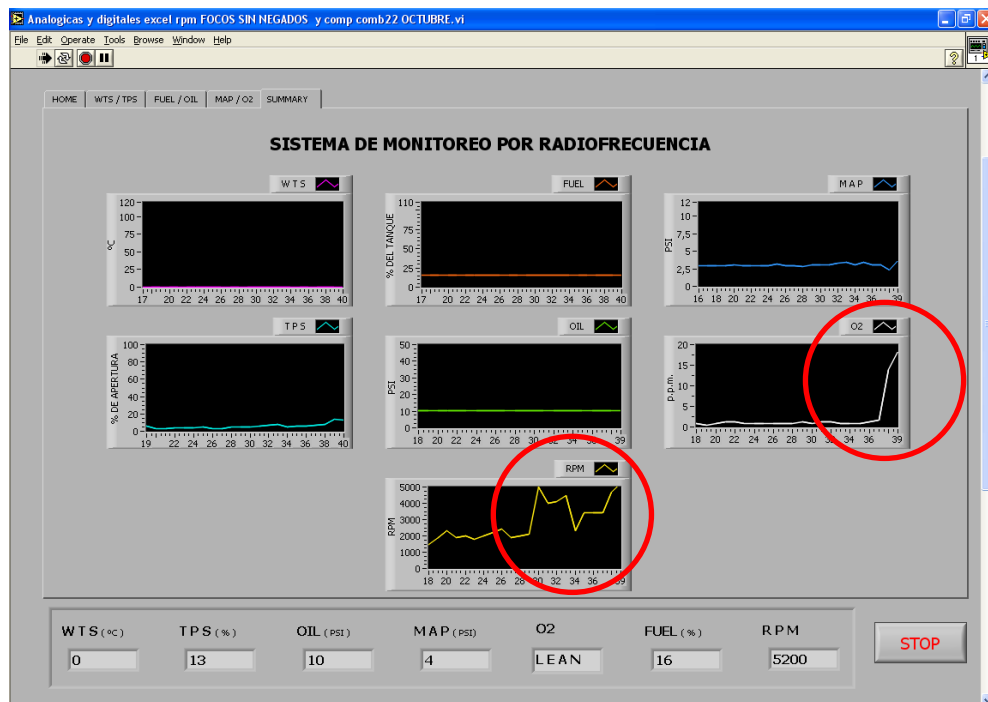 Analogicas y digitales excel rpm FOCOS SIN NEGADOS y comp comb22 OCTUBRE.vi
File Edit Operate Tools Browse Window Help
HOME WTS / TPS FUEL / OIL MAP / O2 SUMMARY
SISTEMA DE MONITOREO POR RADIOFRECUENCIA
WTS
ºC
120
100
75
50
25
0
17 20 22 24 26 28 30 32 34 36 38 40
FUEL
% DEL TANQUE
110
75
50
25
0
17 20 22 24 26 28 30 32 34 36 38 40
MAP
PSI
12
10
7,5
5
2,5
0
16 18 20 22 24 26 28 30 32 34 36 39
TPS
% DE APERTURA
100
80
60
40
20
0
19 22 24 26 28 30 32 34 36 38 40
OIL
PSI
50
40
30
20
10
0
18 20 22 24 26 28 30 32 34 36 39
O2
p.p.m.
20
15
10
5
0
18 20 22 24 26 28 30 32 34 36 39
RPM
RPM
5000
4000
3000
2000
1000
0
18 20 22 24 26 28 30 32 34 36 39
WTS (ºC) TPS (%) OIL (PSI) MAP (PSI) O2 FUEL (%) RPM
0 13 10 4 LEAN 16 5200
STOP